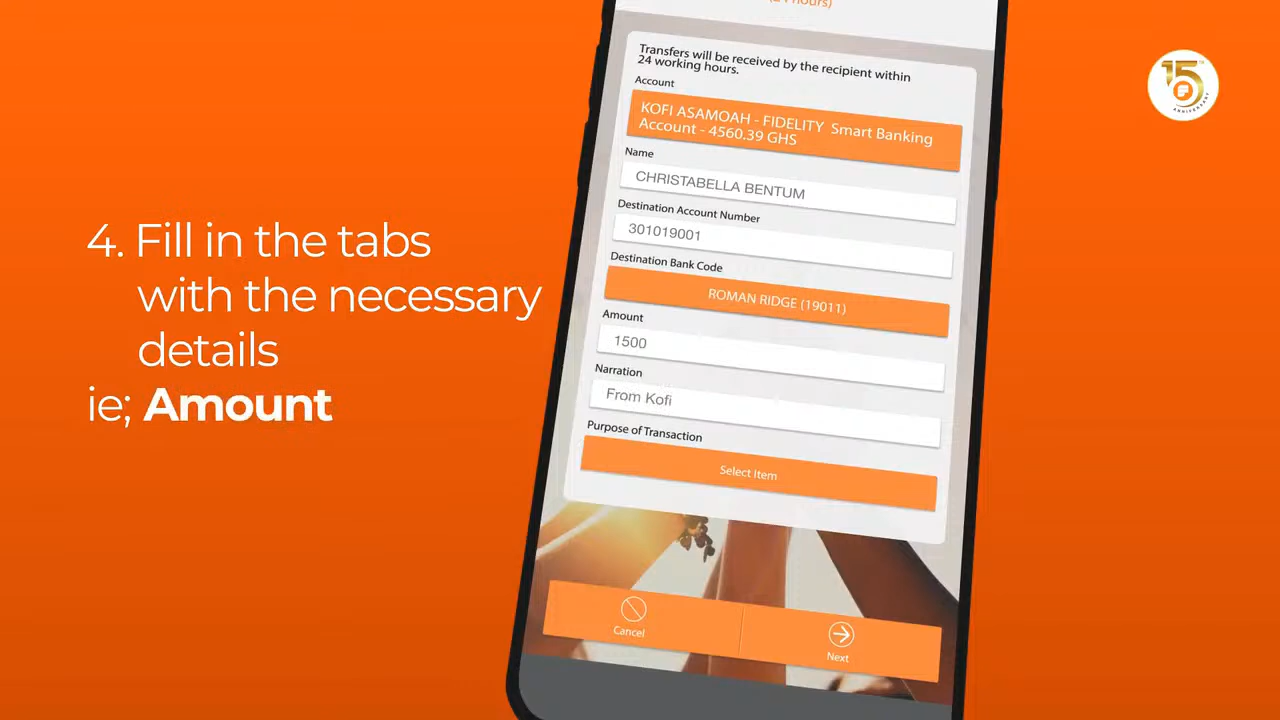 4. Fill in the tabs
with the necessary
details
ie; Amount
hours)
Transfers will be received by the recipient within
24 working hours.
Account
KOFI ASAMOAH - FIDELITY Smart Banking
Account - 4560.39 GHS
Name
CHRISTABELLA BENTUM
Destination Account Number
301019001
Destination Bank Code
ROMAN RIDGE (19011)
Amount
1500
Narration
From Kofi
Purpose of Transaction
Select Item
Cancel
Next
15
ANNIVERSARY